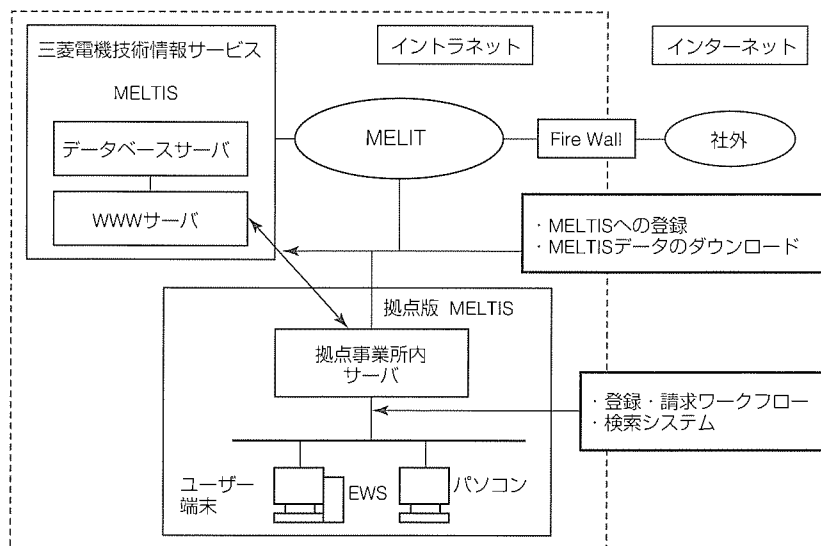 三菱電機技術情報サービス
MELTIS
データベースサーバ
WWWサーバ
イントラネット
インターネット
MELIT
Fire Wall
社外
・MELTISへの登録
・MELTISデータのダウンロード
拠点版 MELTIS
拠点事業所内
サーバ
・登録・請求ワークフロー
・検索システム
ユーザー
端末
EWS
パソコン